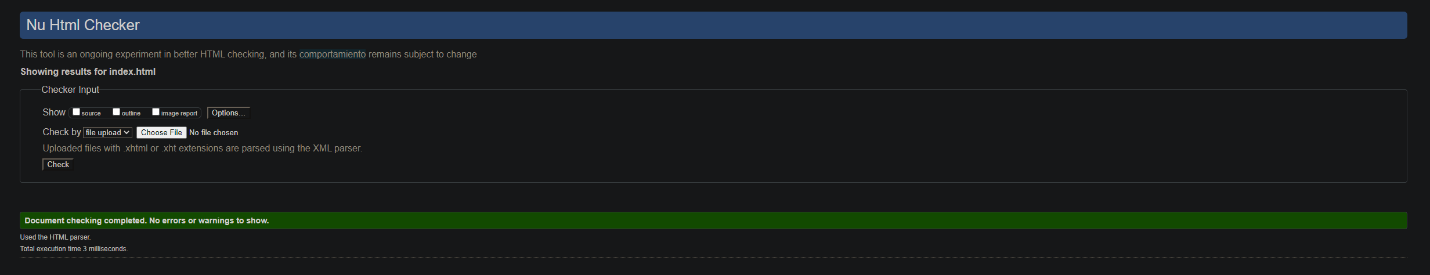 Nu Html Checker
This tool is an ongoing experiment in better HTML checking, and its comportamiento remains subject to change
Showing results for index.html
Checker Input
Show source outline image report Options...
Check by file upload Choose File No file chosen
Uploaded files with .xhtml or .xht extensions are parsed using the XML parser.
Check
Document checking completed. No errors or warnings to show.
Used the HTML parser.
Total execution time 3 milliseconds.